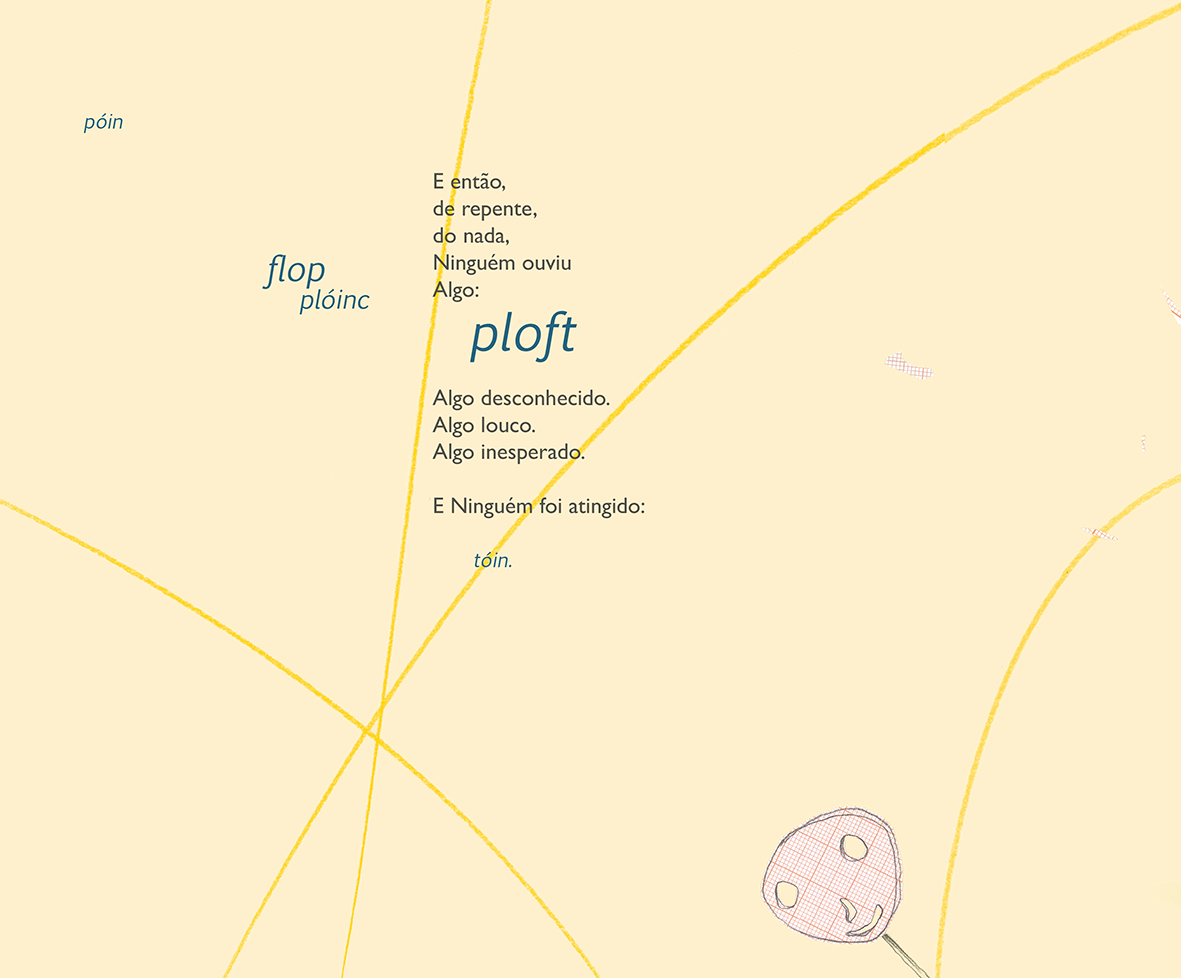 póin
flop
plóinc
E então,
de repente,
do nada,
Ninguém ouviu
Algo:
ploft
Algo desconhecido.
Algo louco.
Algo inesperado.
E Ninguém foi atingido:
tóin.